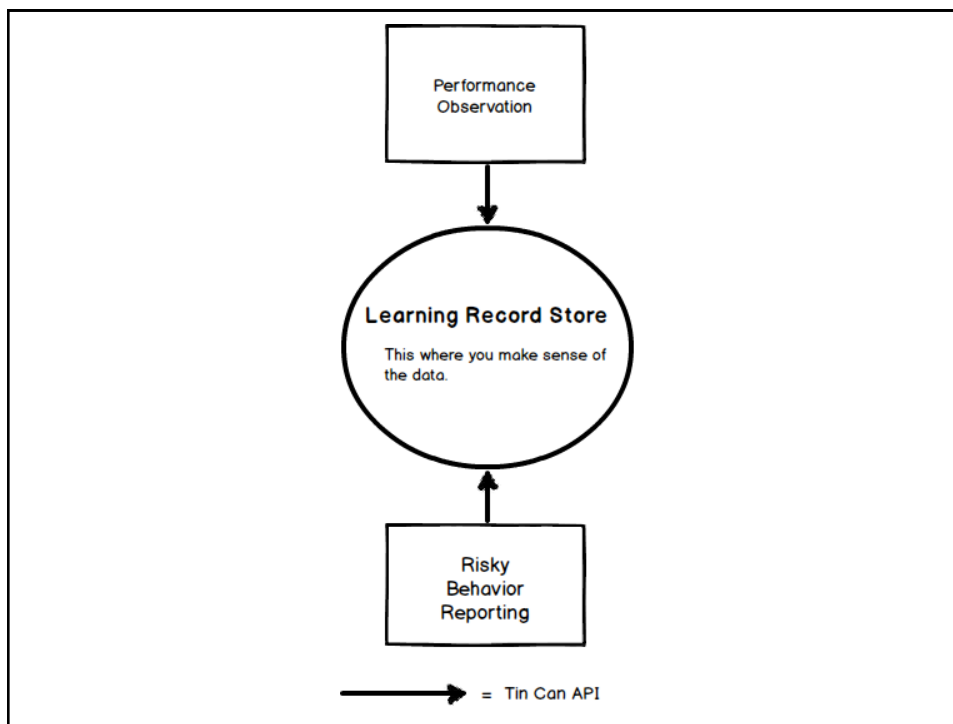 Performance
Observation
Learning Record Store
This where you make sense of
the data.
Risky
Behavior
Reporting
= Tin Can API